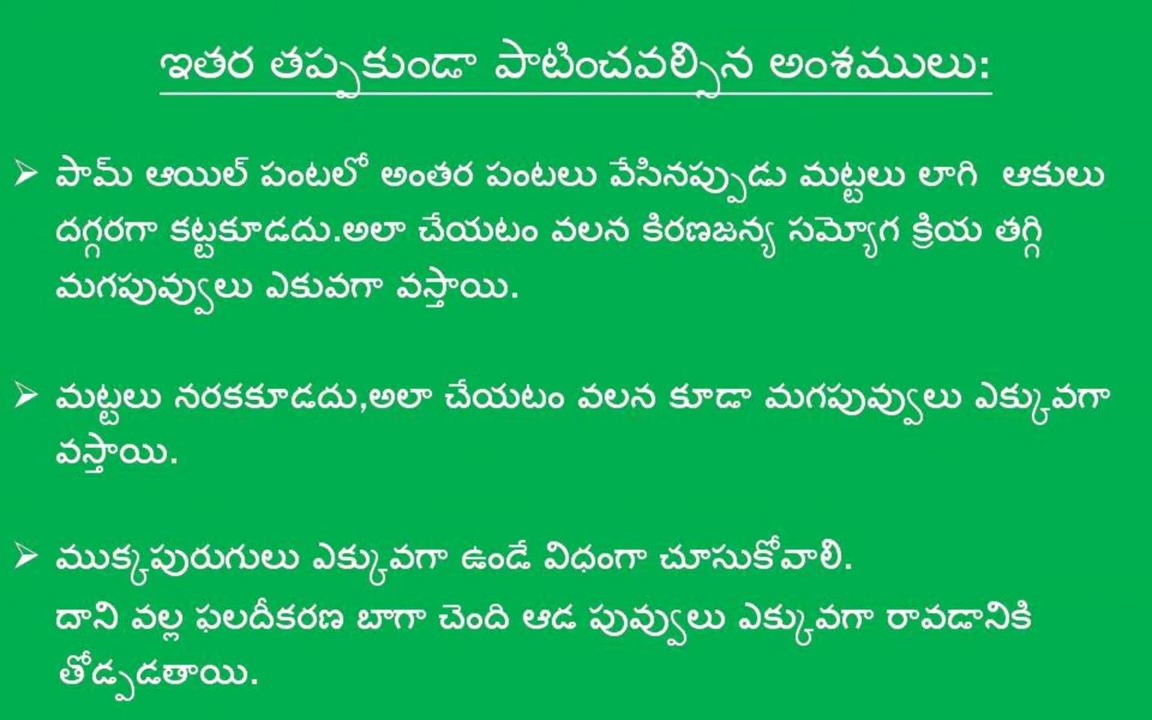 ఇతర తప్పకుండా పాటించవల్సిన అంశములు:
➢ పామ్ ఆయిల్ పంటలో అంతర పంటలు వేసినప్పుడు మట్టలు లాగి ఆకులు
దగ్గరగా కట్టకూడదు.అలా చేయటం వలన కిరణజన్య సమ్యోగ క్రియ తగ్గి
మగపువ్వులు ఎకువగా వస్తాయి.
➢ మట్టలు నరకకూడదు,అలా చేయటం వలన కూడా మగపువ్వులు ఎక్కువగా
వస్తాయి.
➢ ముక్కపురుగులు ఎక్కువగా ఉండే విధంగా చూసుకోవాలి.
దాని వల్ల ఫలదీకరణ బాగా చెంది ఆడ పువ్వులు ఎక్కువగా రావడానికి
తోడ్పడతాయి.